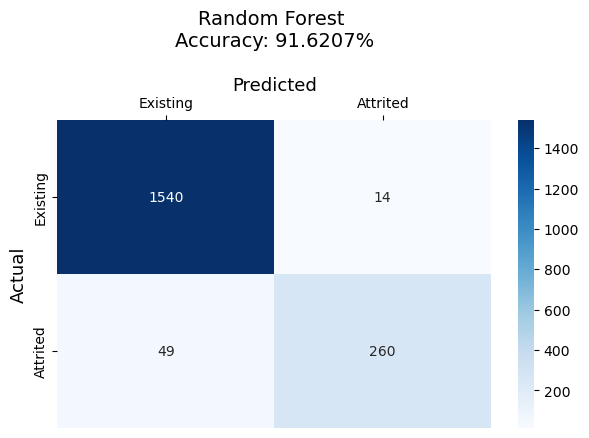 Random Forest
Accuracy: 91.6207%
Predicted
Existing Attrited
Actual
Existing
1540 14
Attrited
49 260
1400
1200
1000
800
600
400
200